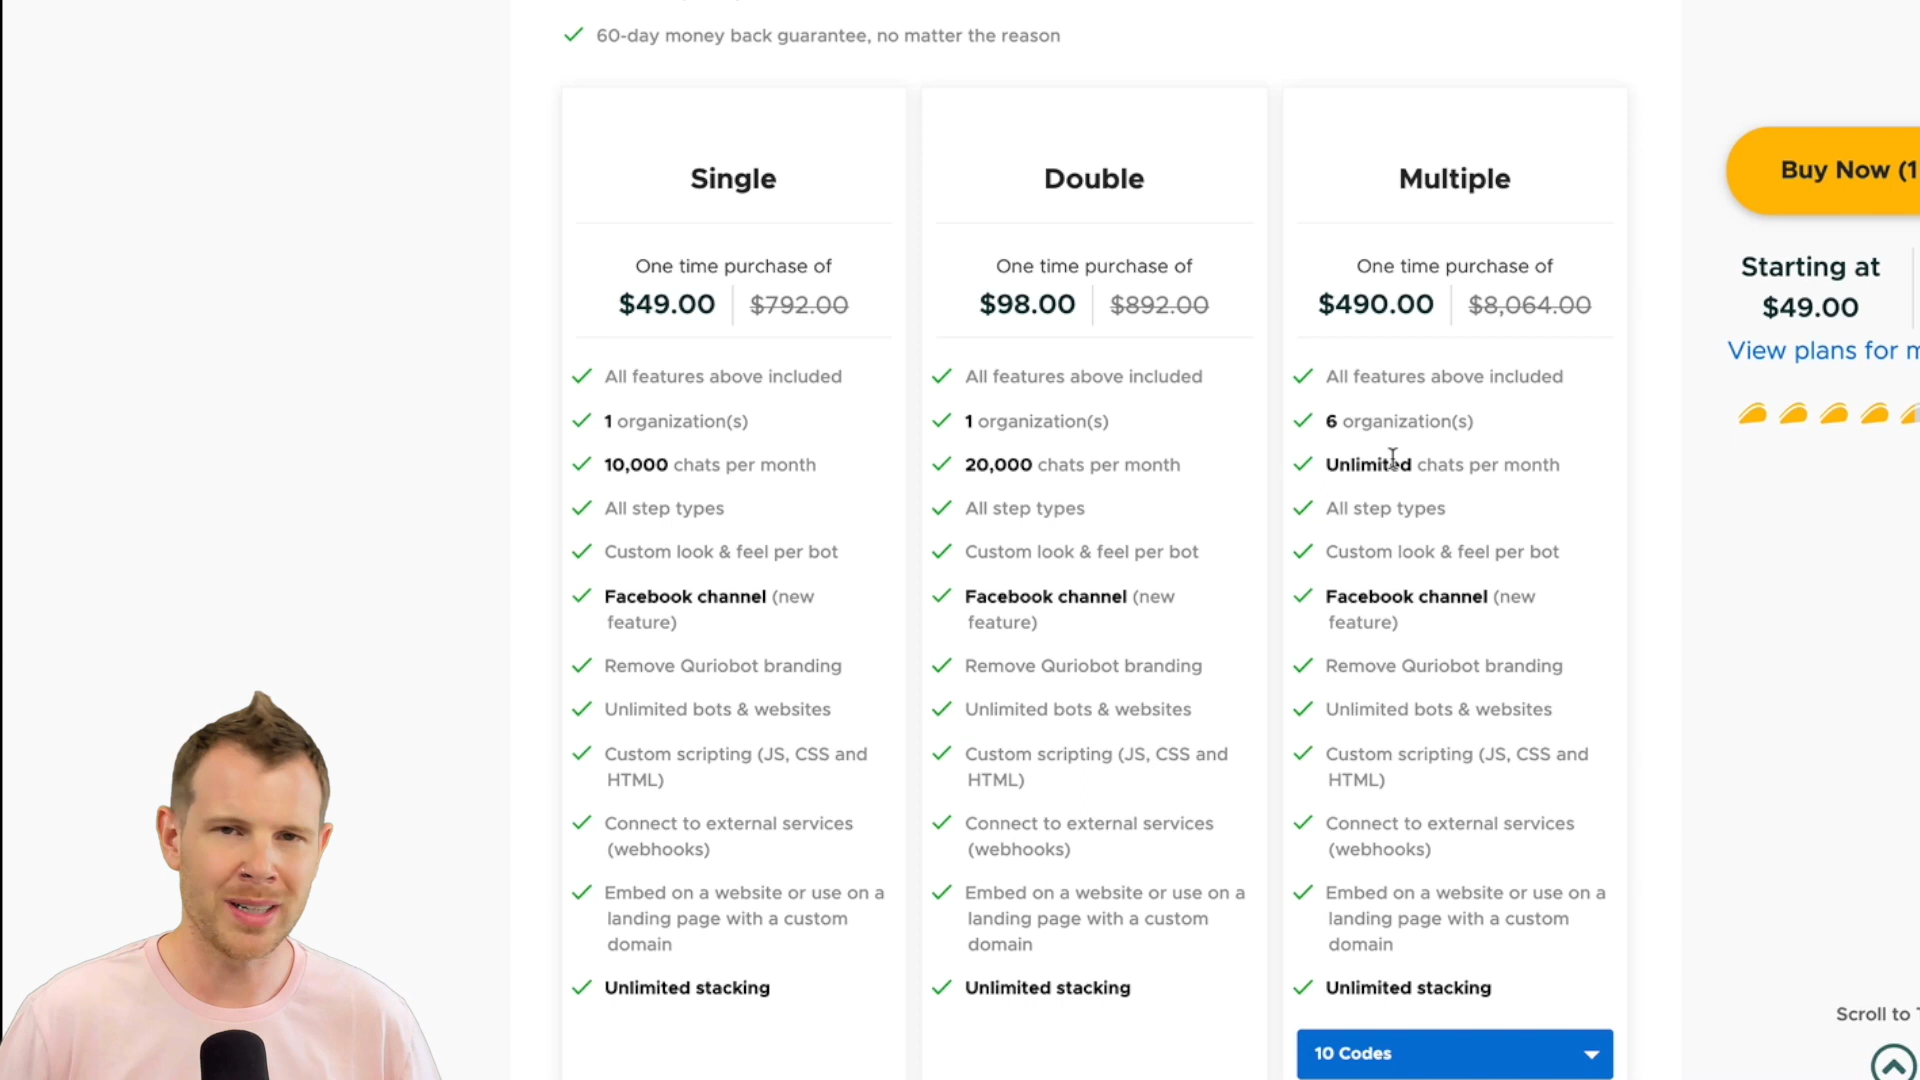 60-day money back guarantee, no matter the reason
Single
One time purchase of
$49.00 $792.00
All features above included
1 organization(s)
10,000 chats per month
All step types
Custom look & feel per bot
Facebook channel (new
feature)
Remove Quriobot branding
Unlimited bots & websites
Custom scripting (JS, CSS and
HTML)
Connect to external services
(webhooks)
Embed on a website or use on a
landing page with a custom
domain
Unlimited stacking
Double
One time purchase of
$98.00 $892.00
All features above included
1 organization(s)
20,000 chats per month
All step types
Custom look & feel per bot
Facebook channel (new
feature)
Remove Quriobot branding
Unlimited bots & websites
Custom scripting (JS, CSS and
HTML)
Connect to external services
(webhooks)
Embed on a website or use on a
landing page with a custom
domain
Unlimited stacking
Multiple
One time purchase of
$490.00 $8,064.00
All features above included
6 organization(s)
Unlimited chats per month
All step types
Custom look & feel per bot
Facebook channel (new
feature)
Remove Quriobot branding
Unlimited bots & websites
Custom scripting (JS, CSS and
HTML)
Connect to external services
(webhooks)
Embed on a website or use on a
landing page with a custom
domain
Unlimited stacking
10 Codes
Buy Now (1
Starting at
$49.00
View plans for
Scroll to